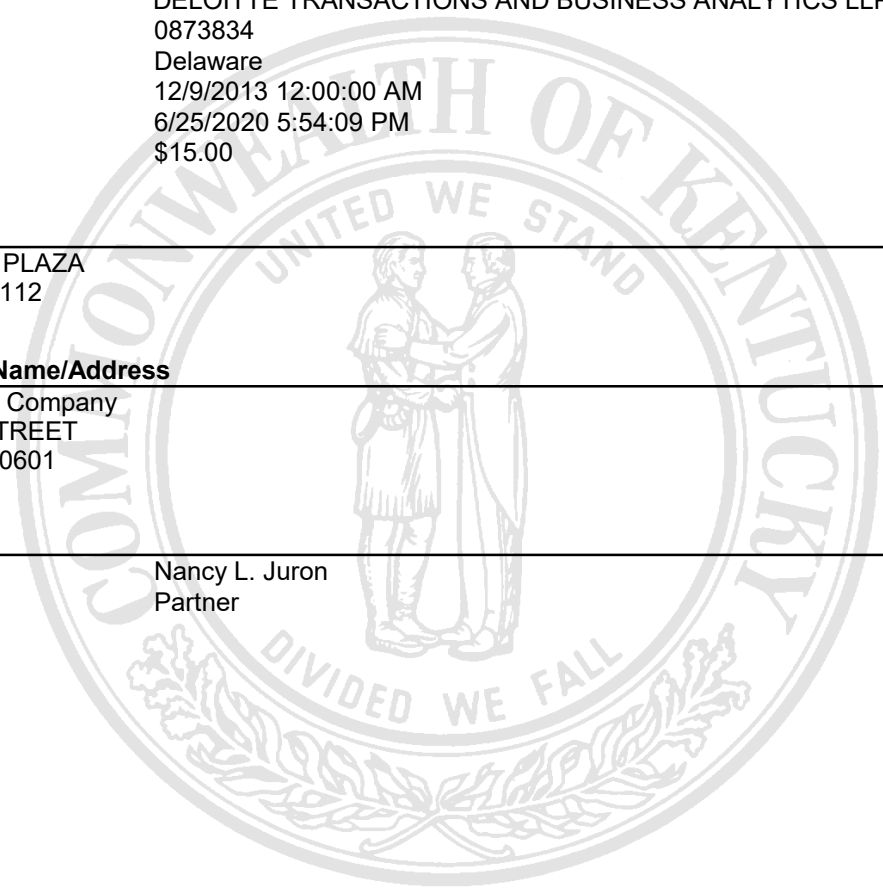 DELOITTE TRANSACTIONS AND BUSINESS ANALYTICS LLP
0873834
Delaware
12/9/2013 12:00:00 AM
6/25/2020 5:54:09 PM
$15.00
PLAZA
112
Name/Address
Company
TREET
0601
Nancy L. Juron
Partner
COMMONWEALTH OF KENTUCKY
UNITED WE STAND
DIVIDED WE FALL